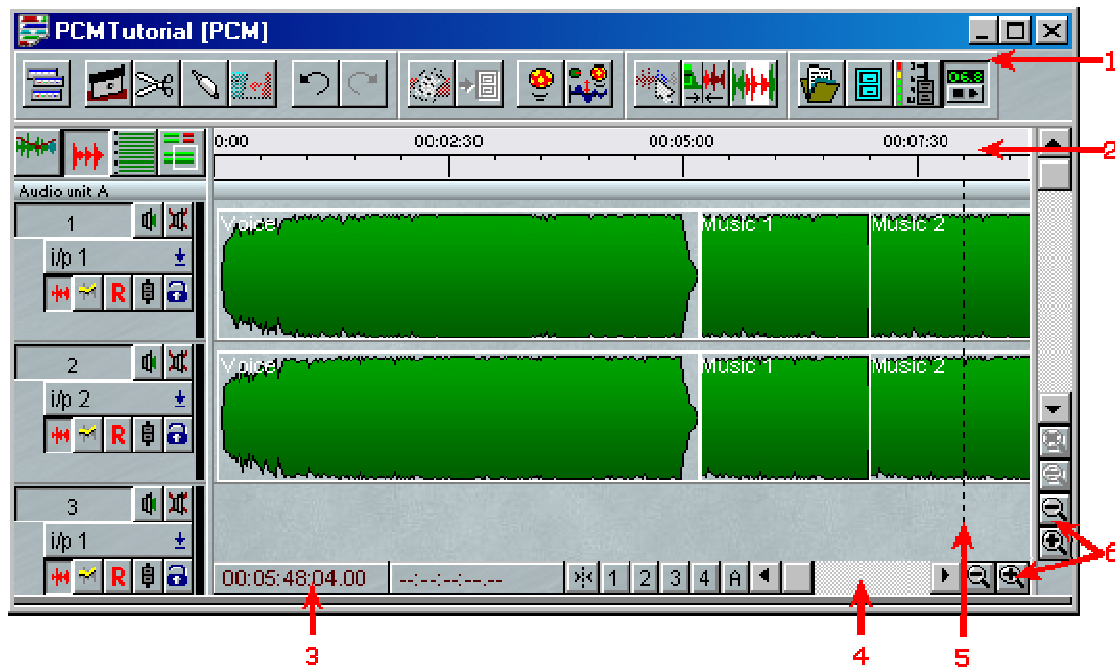 PCMTutorial [PCM]
06.8
1
0:00 00:02:30 00:05:00 00:07:30
2
Audio unit A
1
Voice Music 1 Music 2
i/p 1
R
2
Voice Music 1 Music 2
i/p 2
R
3
i/p 1
6
R
00:05:48:04.00 --:--:--.-- 1 2 3 4 A
3 4 5